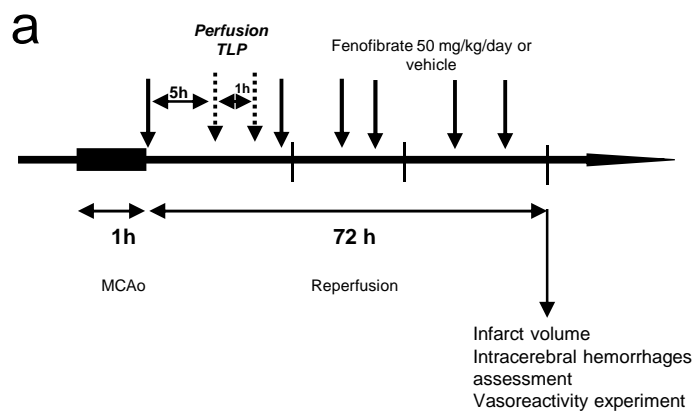 a
Perfusion
TLP
Fenofibrate 50 mg/kg/day or
vehicle
5h
1h
1h
72 h
MCAo
Reperfusion
Infarct volume
Intracerebral hemorrhages
assessment
Vasoreactivity experiment